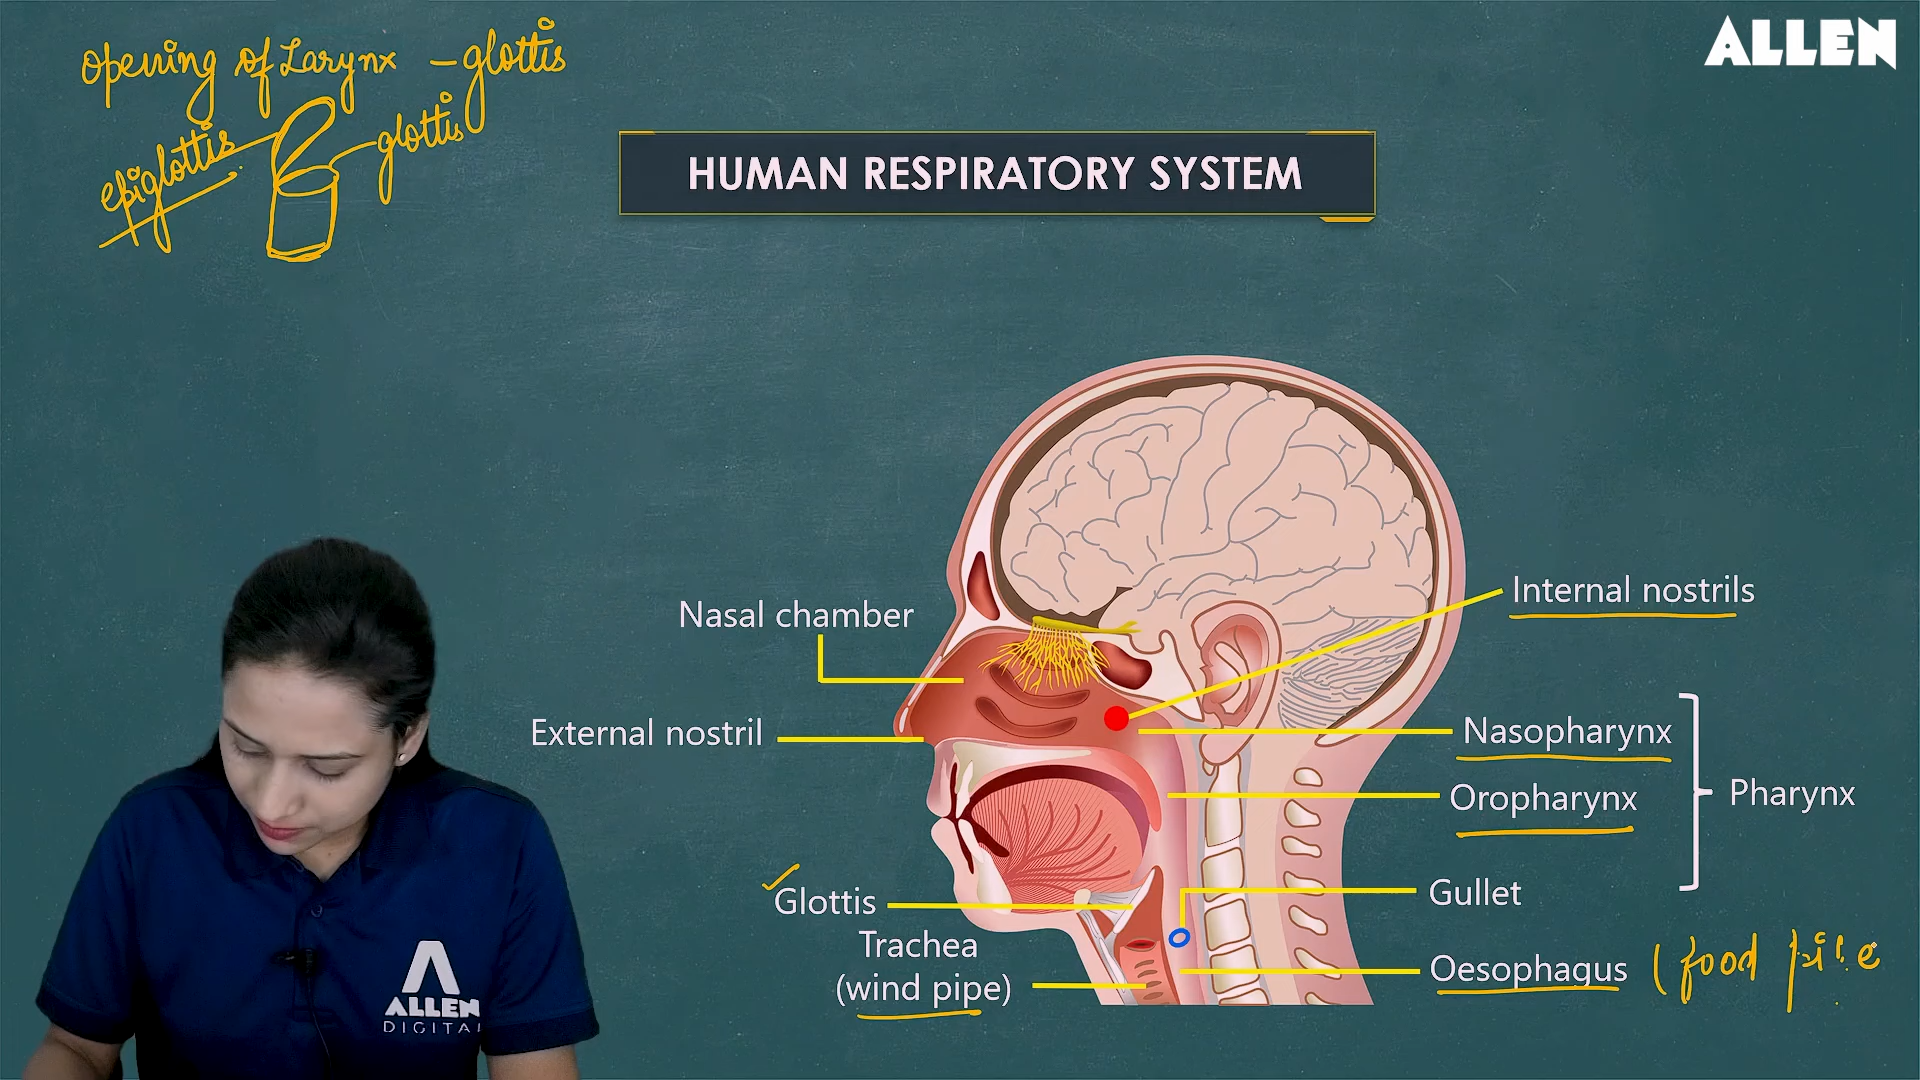 Opening of Larynx – glottis
epiglottis
glottis
ALLEN
HUMAN RESPIRATORY SYSTEM
Nasal chamber
External nostril
Glottis
Trachea
(wind pipe)
Internal nostrils
Nasopharynx
Oropharynx
Pharynx
Gullet
Oesophagus (food pipe
ALLEN
DIGITAL